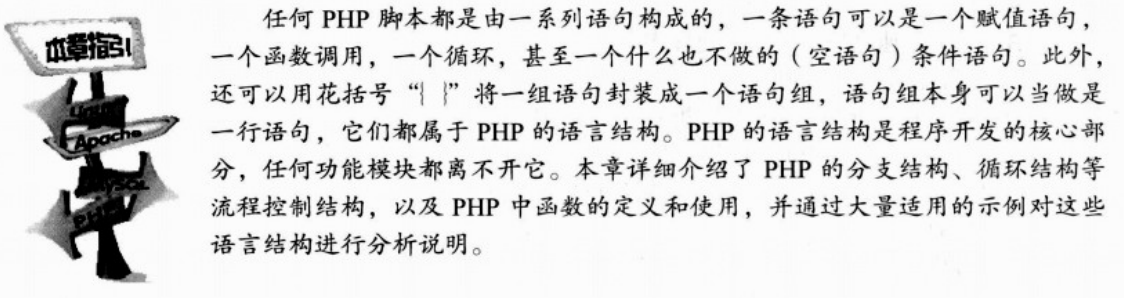 本章指引
Linux
Apache
MySQL
PHP
任何 PHP 脚本都是由一系列语句构成的，一条语句可以是一个赋值语句，
一个函数调用，一个循环，甚至一个什么也不做的（空语句）条件语句。此外，
还可以用花括号“{ }”将一组语句封装成一个语句组，语句组本身可以当做是
一行语句，它们都属于 PHP 的语言结构。PHP 的语言结构是程序开发的核心部
分，任何功能模块都离不开它。本章详细介绍了 PHP 的分支结构、循环结构等
流程控制结构，以及 PHP 中函数的定义和使用，并通过大量适用的示例对这些
语言结构进行分析说明。